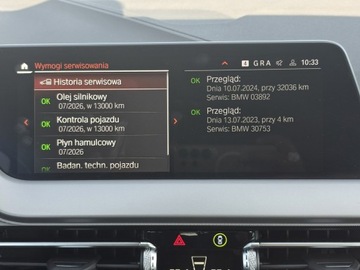 Wymogi serwisowania
GRA
10:33
Historia serwisowa
OK Olej silnikowy
07/2026, w 13000 km
OK Kontrola pojazdu
07/2026, w 13000 km
OK Płyn hamulcowy
07/2026
OK Badan. techn. pojazdu
OK Przegląd:
Dnia 10.07.2024, przy 32036 km
Serwis: BMW 03892
OK Przegląd:
Dnia 13.07.2023, przy 4 km
Serwis: BMW 30753